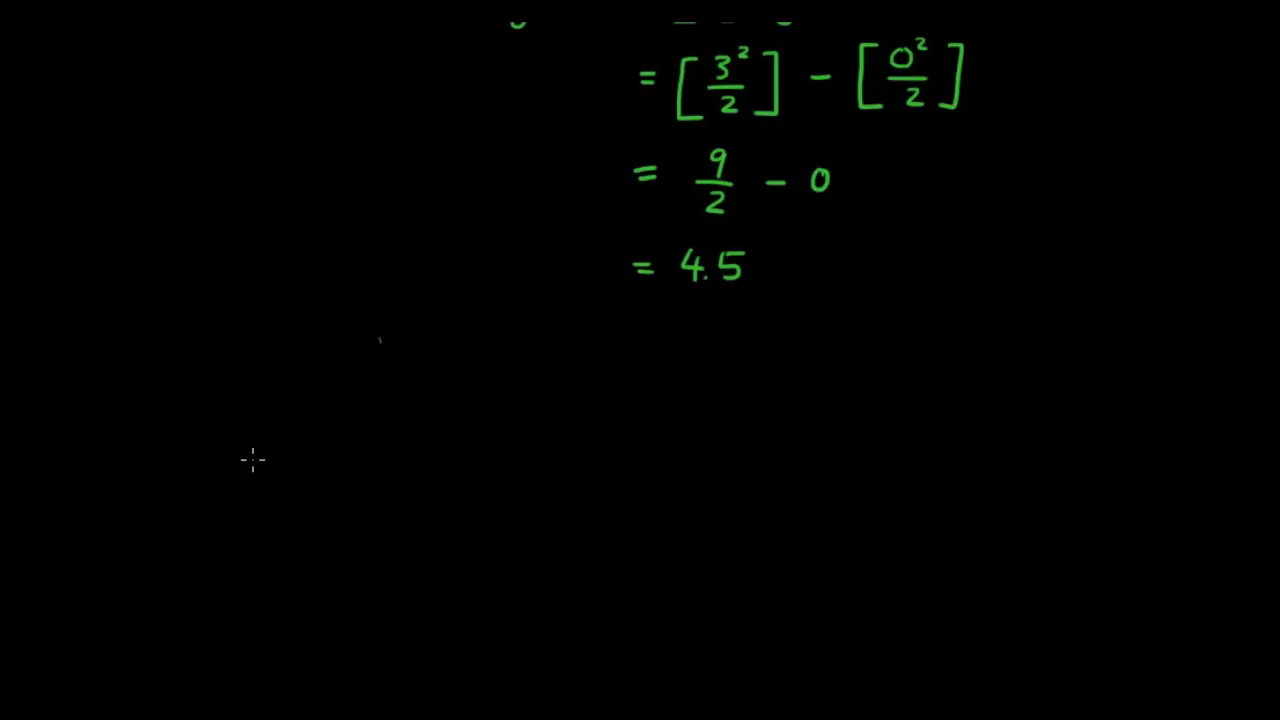 = [3²/2] - [0²/2]
= 9/2 - 0
= 4.5